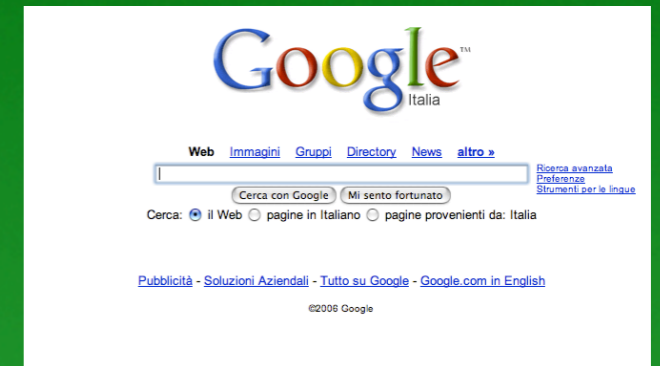 Google™
Italia
Web Immagini Gruppi Directory News altro »
Ricerca avanzata
Preferenze
Strumenti per le lingue
Cerca con Google Mi sento fortunato
Cerca: il Web pagine in Italiano pagine provenienti da: Italia
Pubblicità - Soluzioni Aziendali - Tutto su Google - Google.com in English
©2006 Google